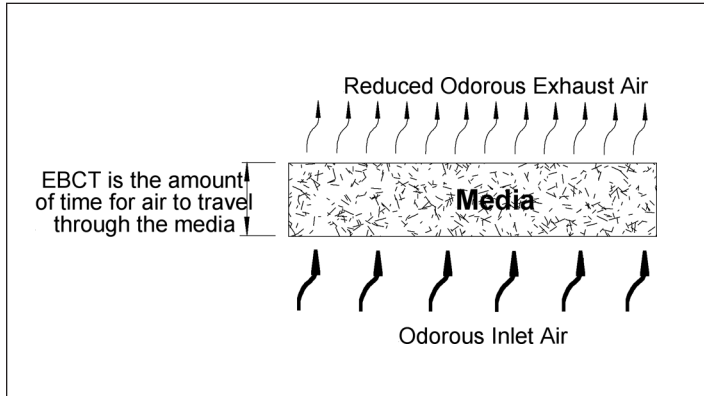 Reduced Odorous Exhaust Air
EBCT is the amount
of time for air to travel
through the media
Media
Odorous Inlet Air